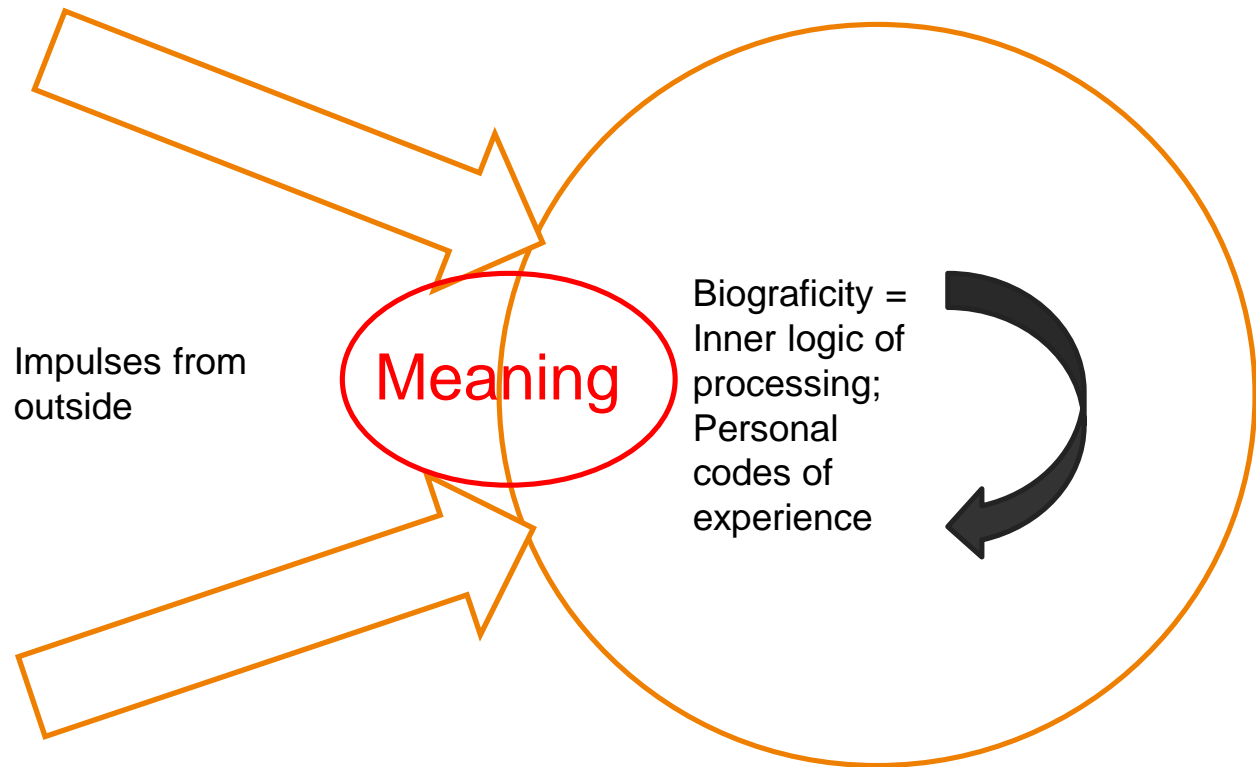 Impulses from
outside
Meaning
Biograficity =
Inner logic of
processing;
Personal
codes of
experience